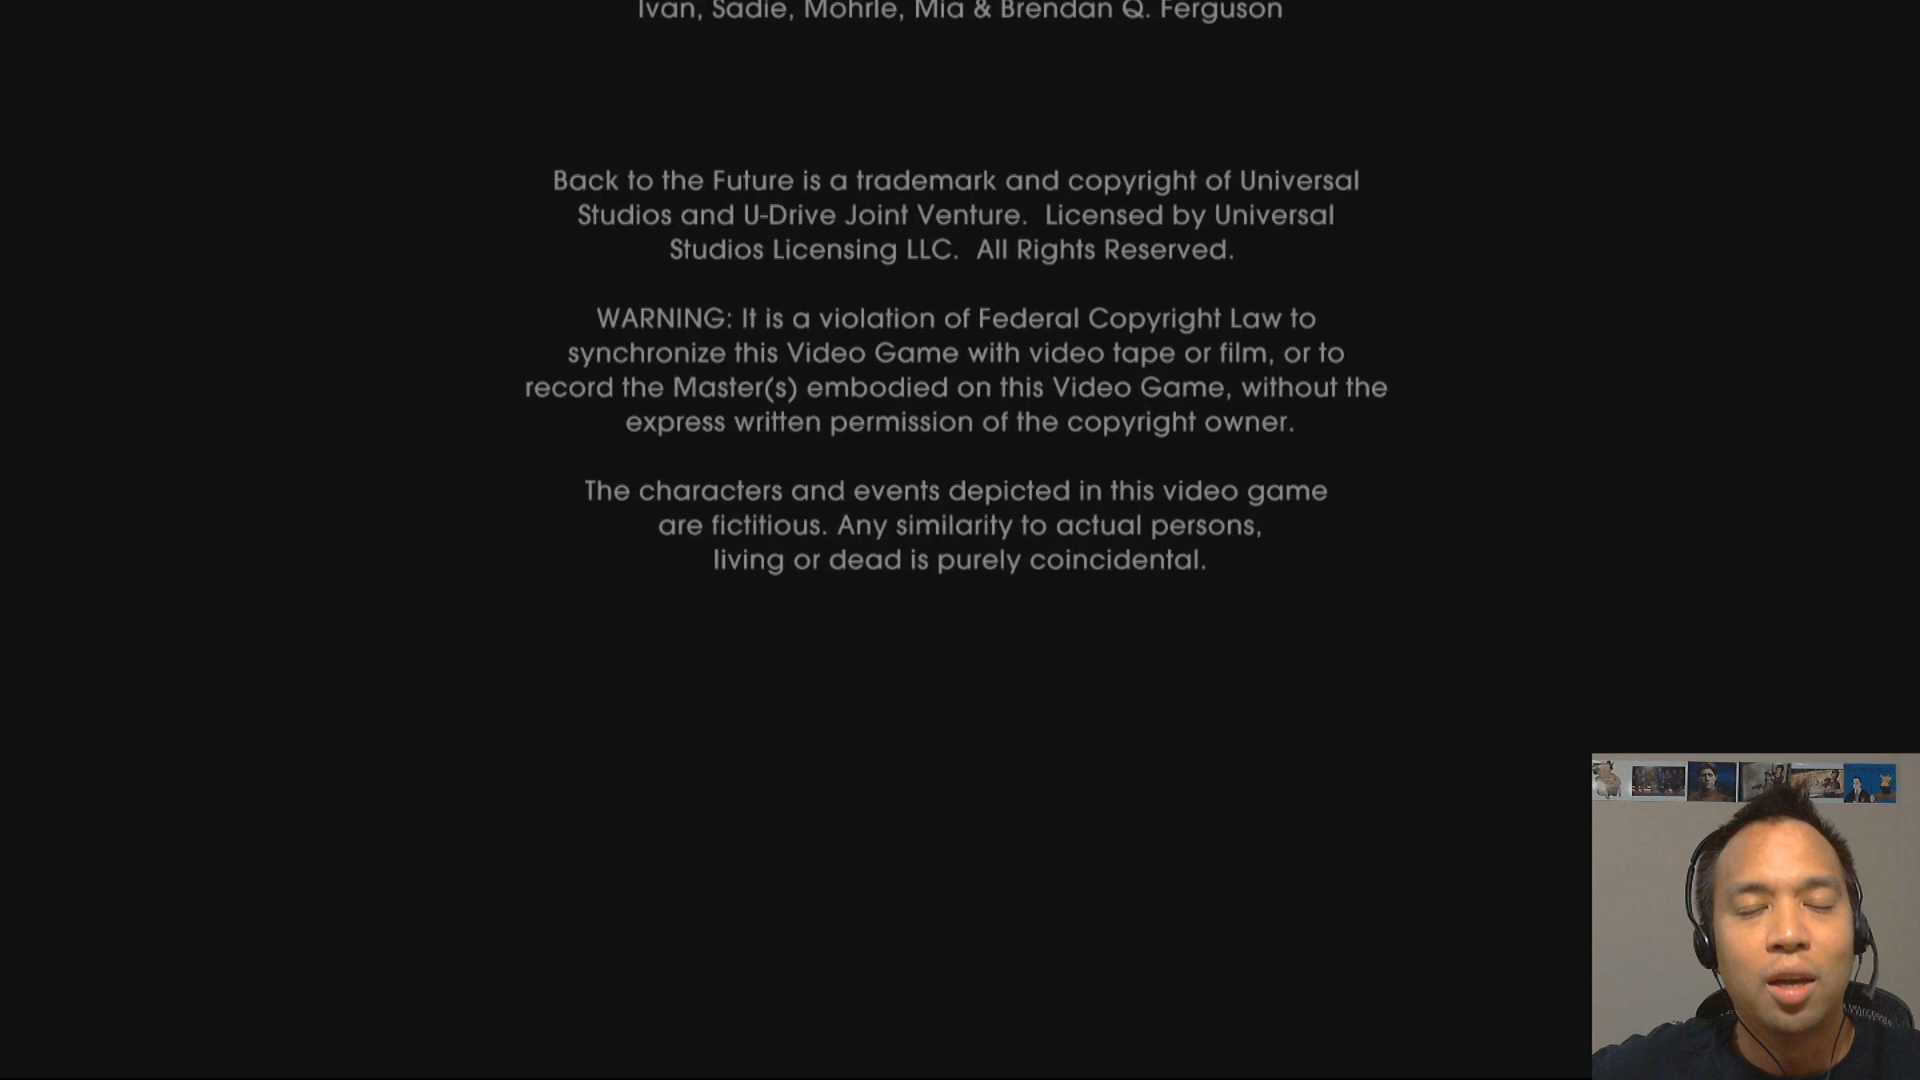 Ivan, Sadie, Mohrle, Mia & Brendan Q. Ferguson
Back to the Future is a trademark and copyright of Universal
Studios and U-Drive Joint Venture.  Licensed by Universal
Studios Licensing LLC.  All Rights Reserved.
WARNING: It is a violation of Federal Copyright Law to
synchronize this Video Game with video tape or film, or to
record the Master(s) embodied on this Video Game, without the
express written permission of the copyright owner.
The characters and events depicted in this video game
are fictitious. Any similarity to actual persons,
living or dead is purely coincidental.